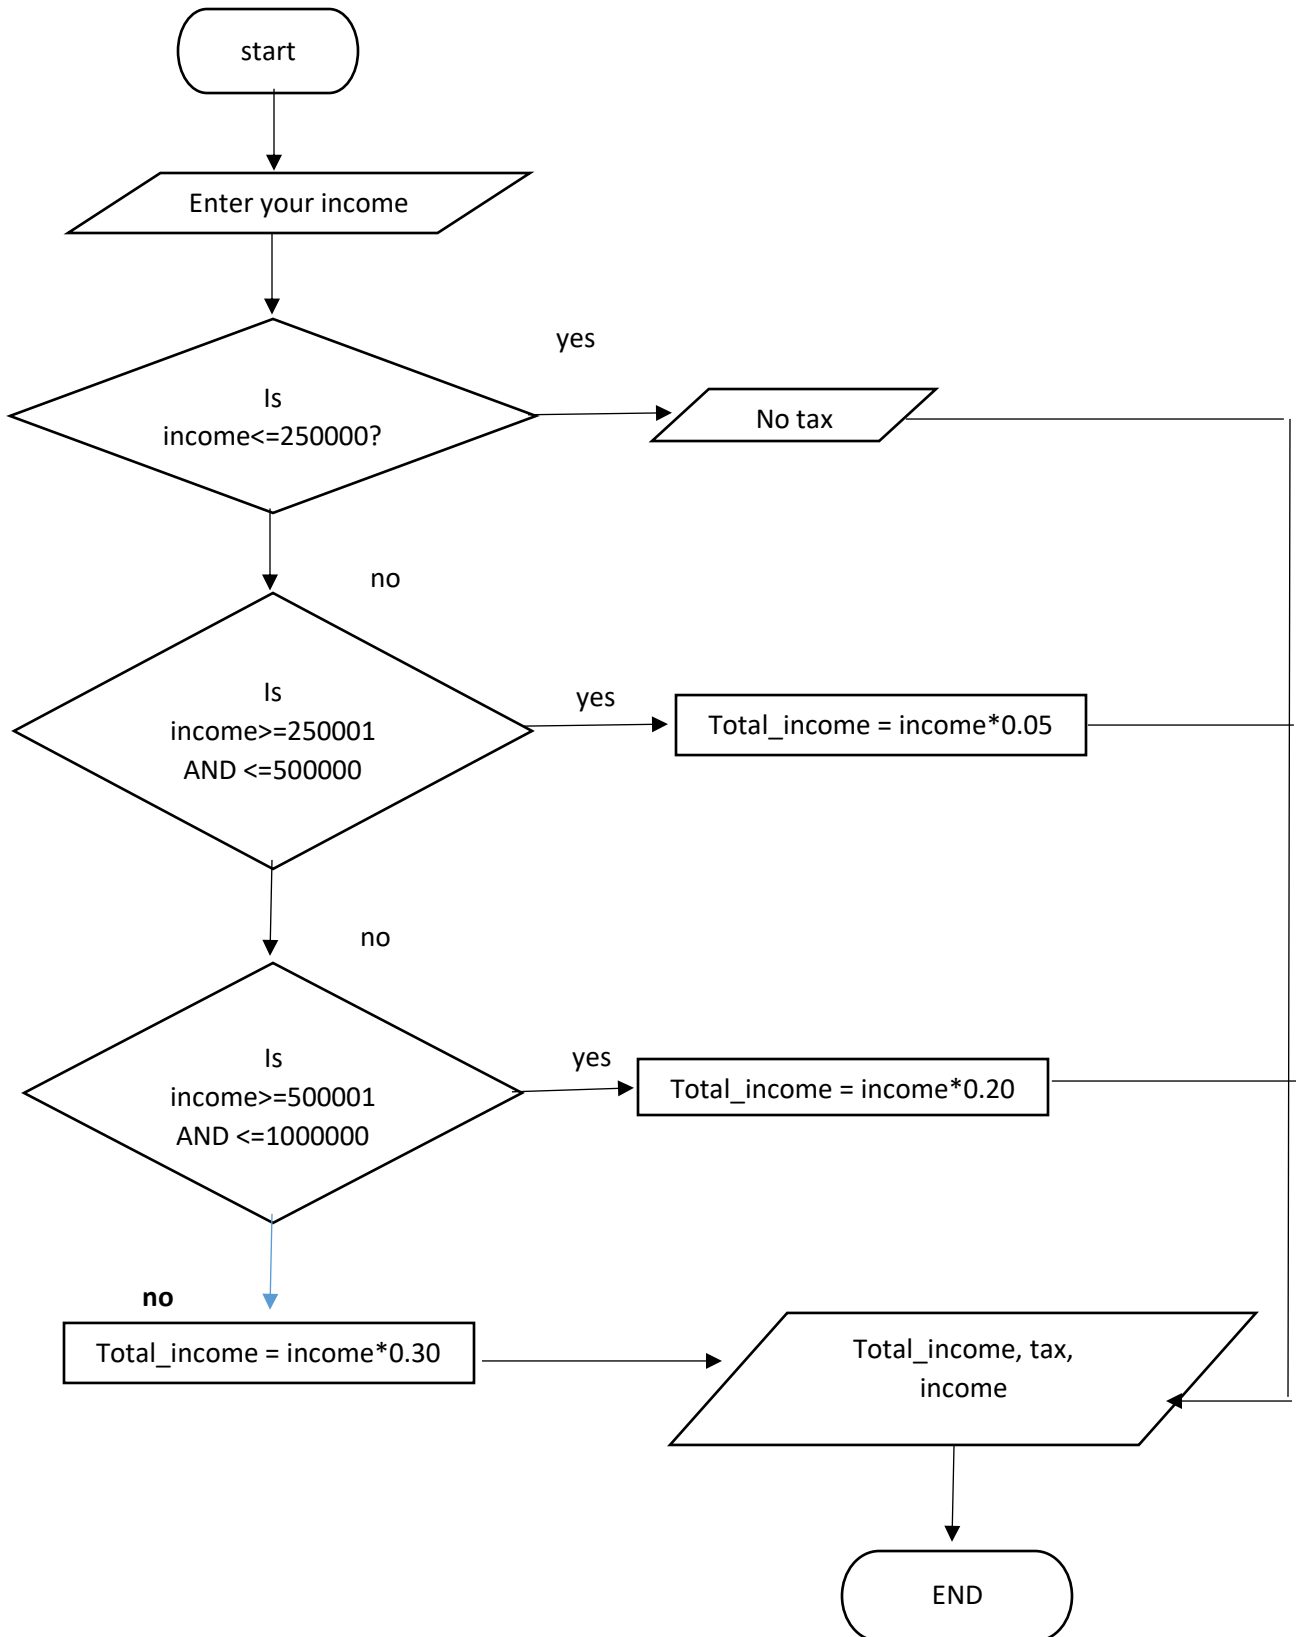 start
Enter your income
yes
Is
income<=250000?
No tax
no
Is
income>=250001
AND <=500000
yes
Total_income = income*0.05
no
Is
income>=500001
AND <=1000000
yes
Total_income = income*0.20
no
Total_income = income*0.30
Total_income, tax,
income
END